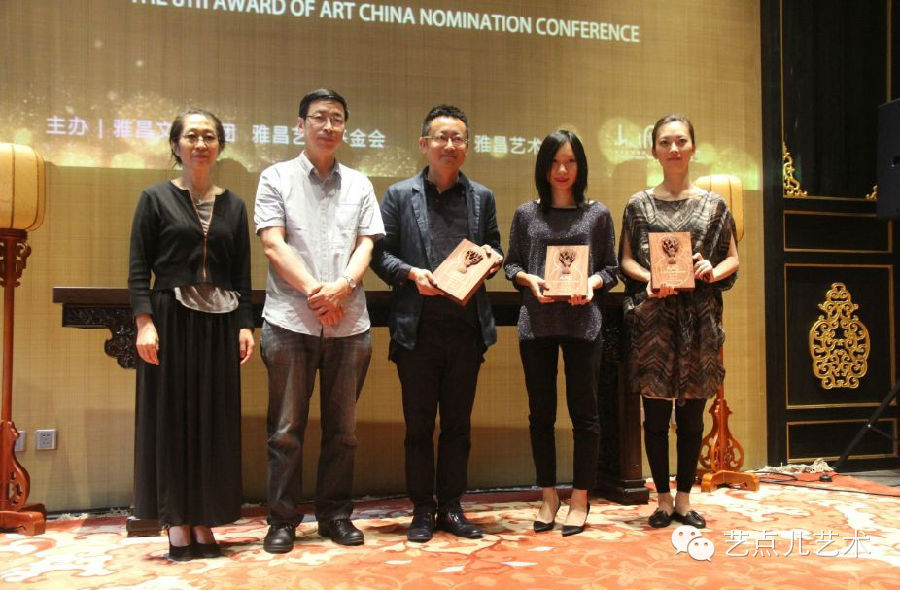 THE 8TH AWARD OF ART CHINA NOMINATION CONFERENCE
主办 | 雅昌文 团 雅昌艺 金会 雅昌艺术
艺点儿艺术